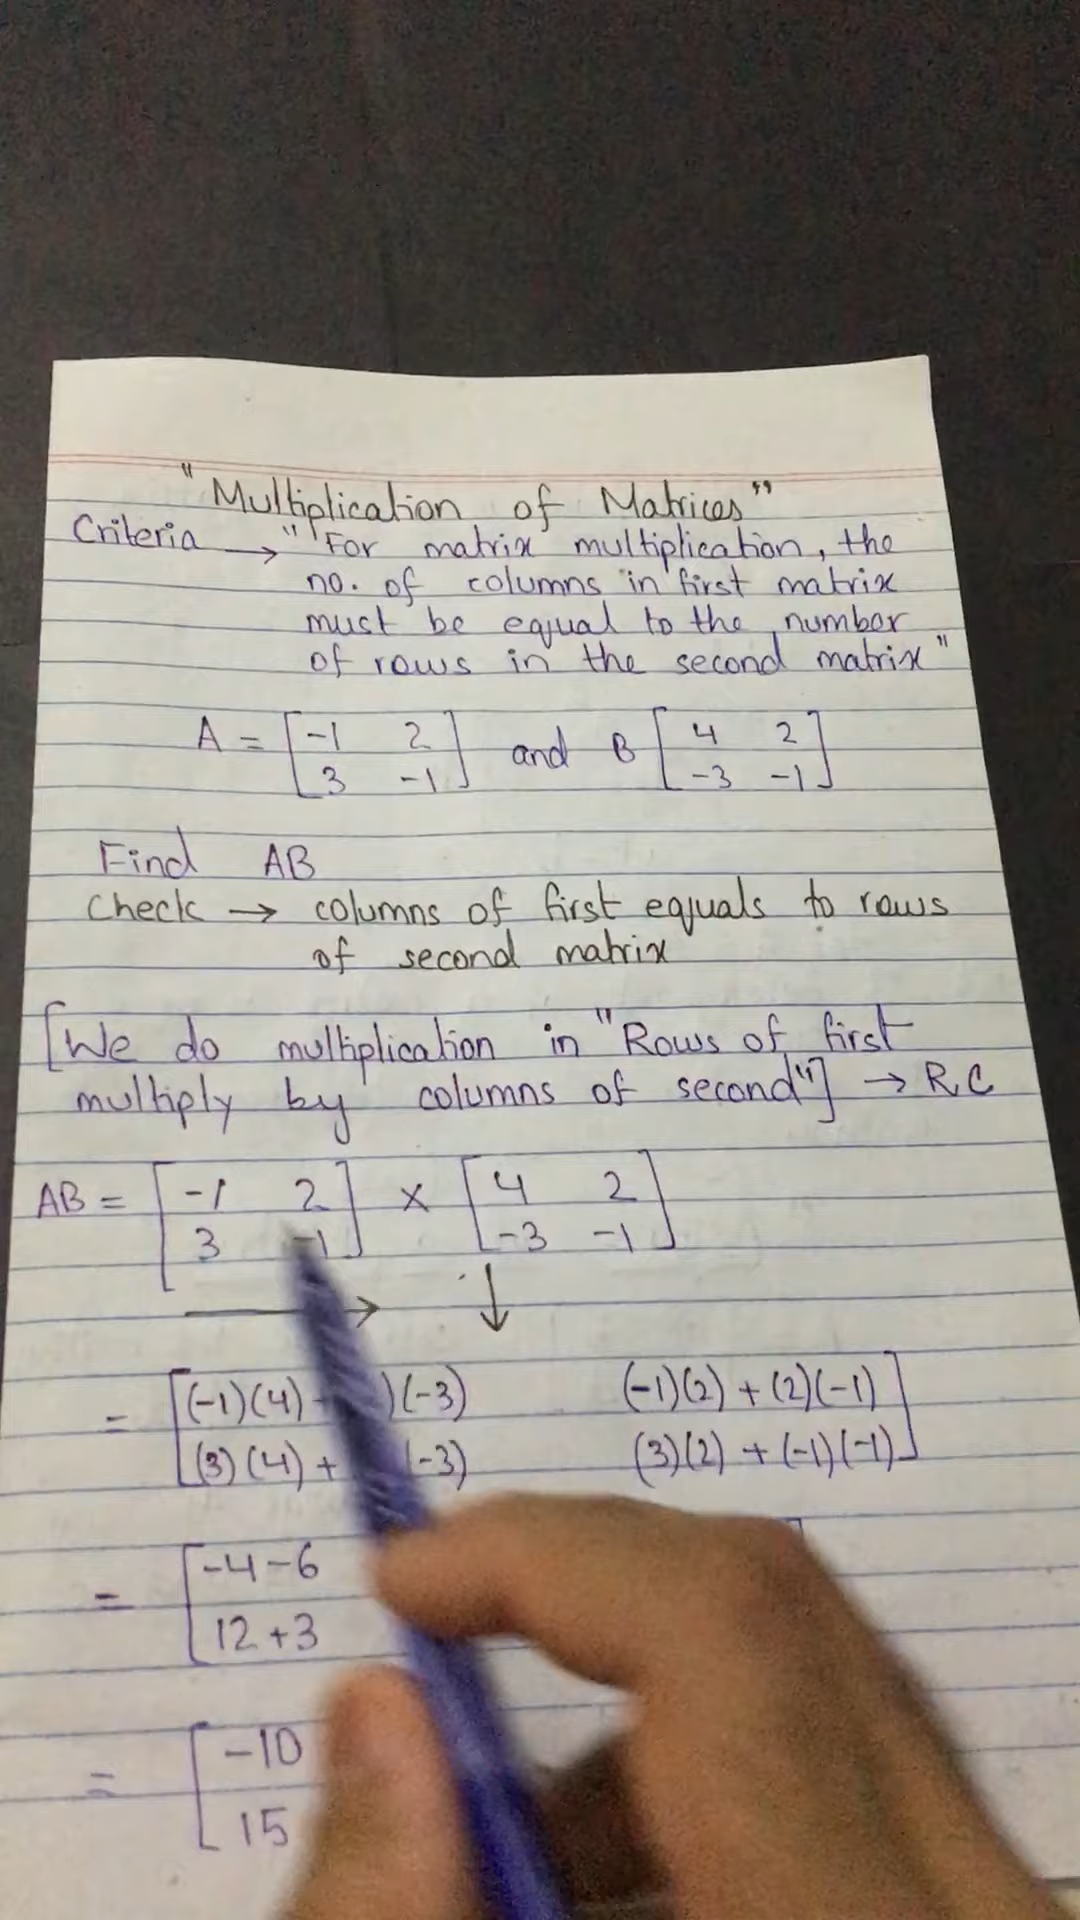 "Multiplication of Matrices"
Criteria → "For matrix multiplication, the
no. of columns in first matrix
must be equal to the number
of rows in the second matrix"
A = [-1 2] and B [4 2]
[3 -1] [-3 -1]
Find AB
Check → columns of first equals to rows
of second matrix
[We do multiplication in "Rows of first
multiply by columns of second"] → RC
AB = [-1 2] × [4 2]
[3 -1] [-3 -1]
→ ↓
= [(-1)(4) )(-3) (-1)(2) + (2)(-1)]
[(3)(4) + (-3) (3)(2) + (-1)(-1)]
= [-4-6
[12+3
= [-10
[15